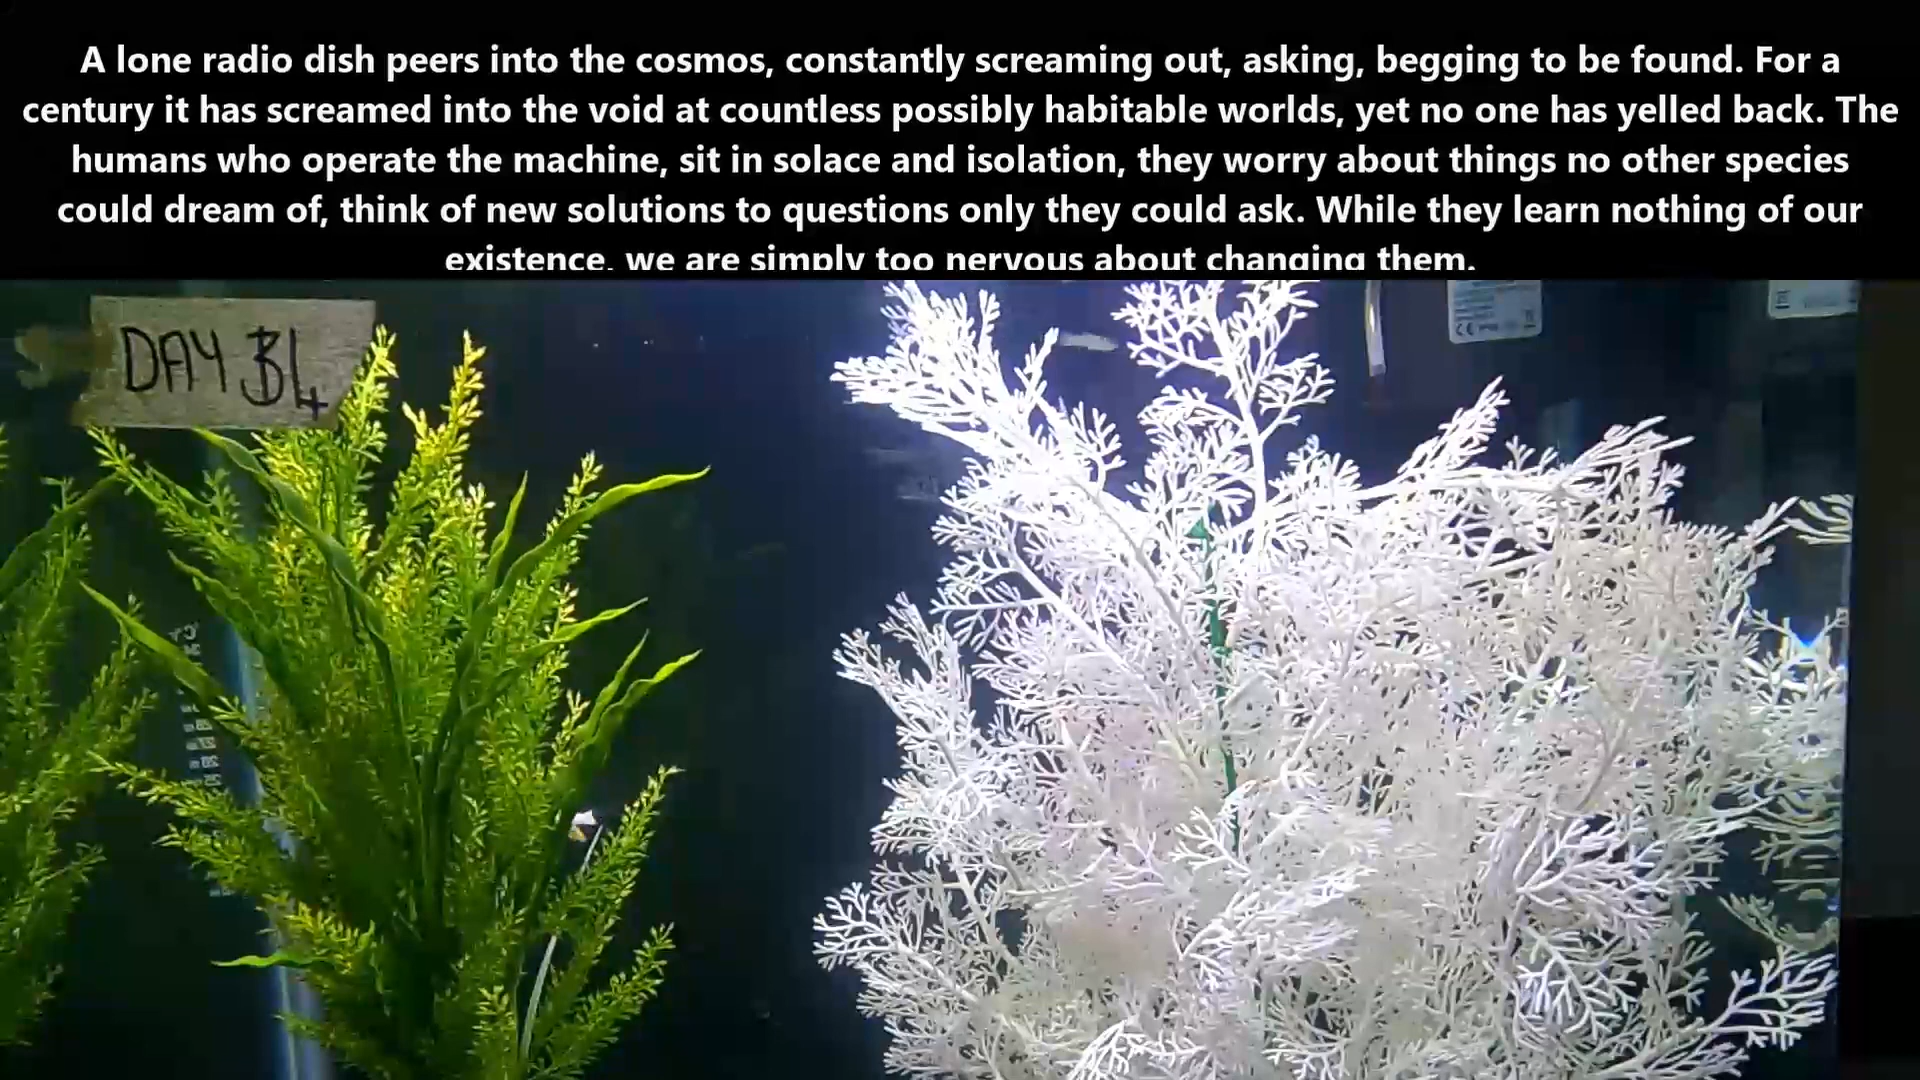 A lone radio dish peers into the cosmos, constantly screaming out, asking, begging to be found. For a
century it has screamed into the void at countless possibly habitable worlds, yet no one has yelled back. The
humans who operate the machine, sit in solace and isolation, they worry about things no other species
could dream of, think of new solutions to questions only they could ask. While they learn nothing of our
existence, we are simply too nervous about changing them.
DAY